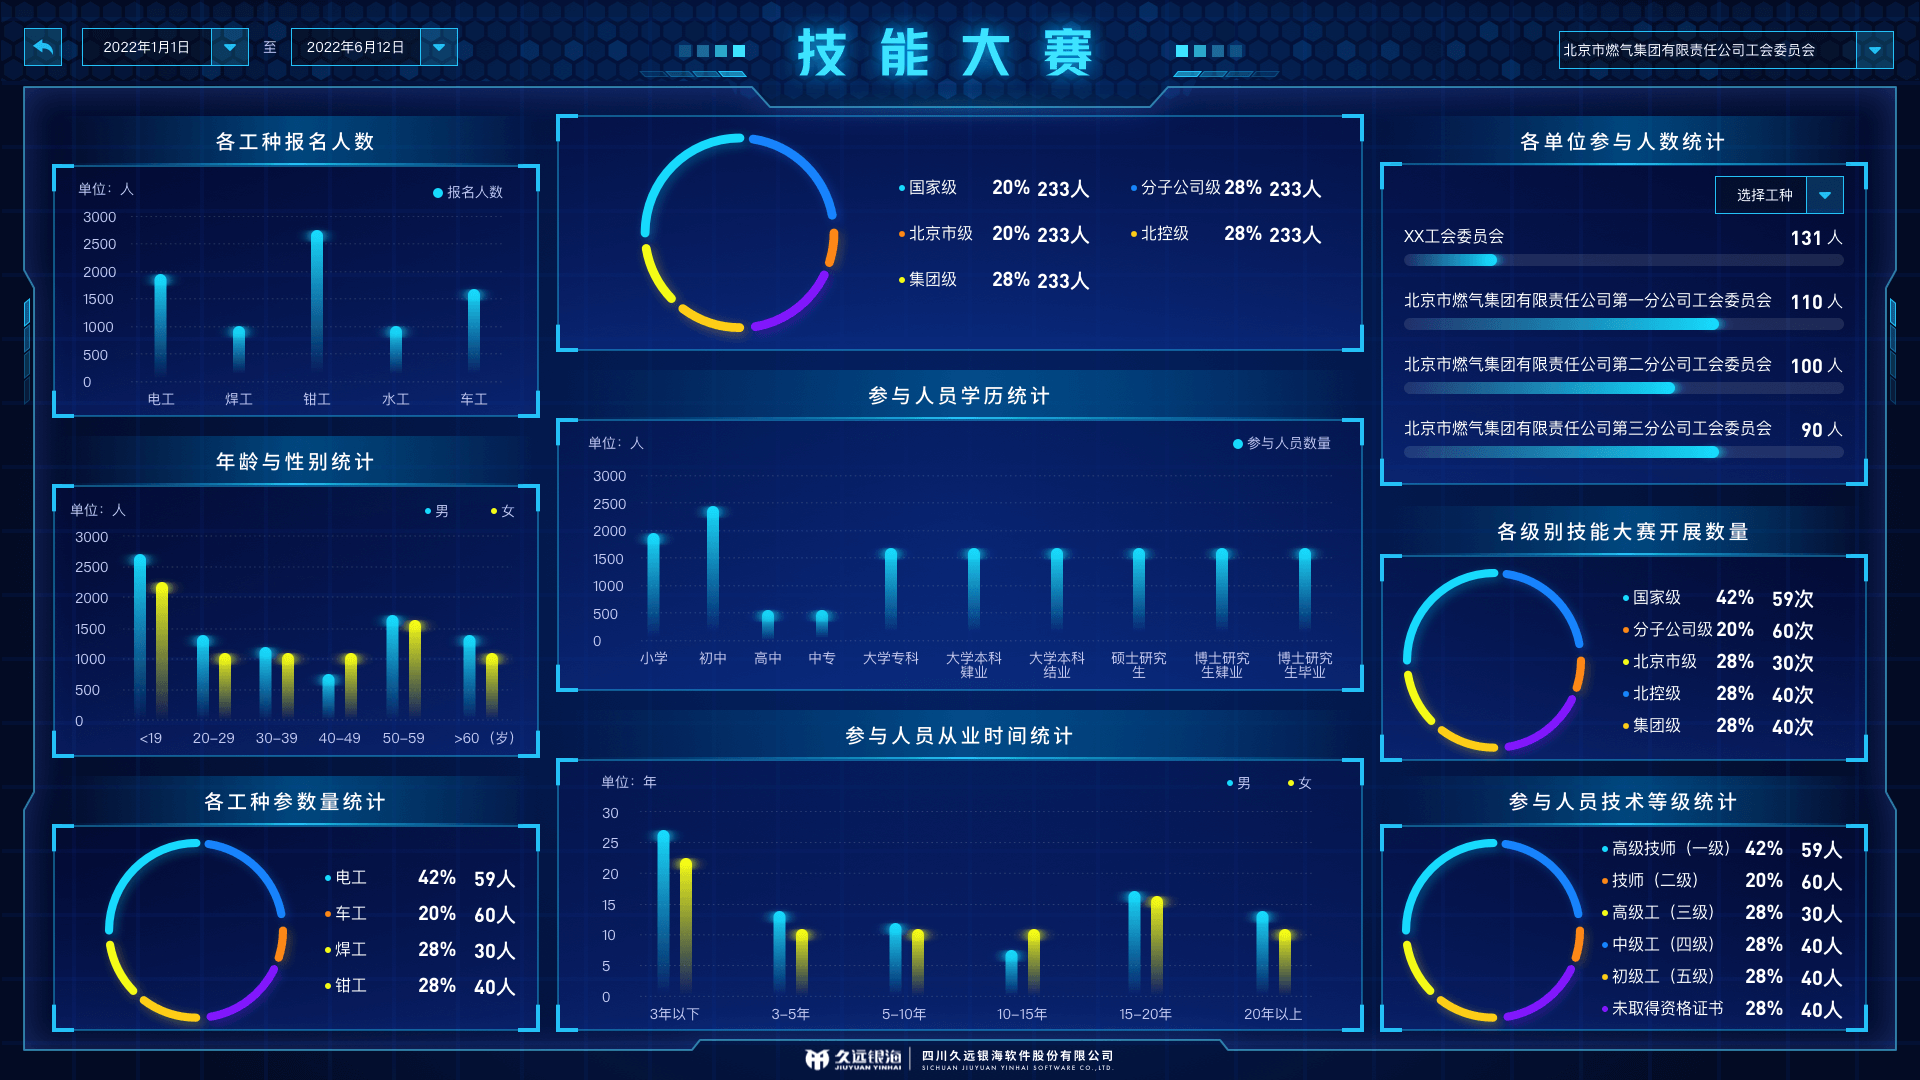 2022年1月1日
至
2022年6月12日
技能大赛
北京市燃气集团有限责任公司工会委员会
各工种报名人数
单位：人
报名人数
3000
2500
2000
1500
1000
500
0
电工 焊工 钳工 水工 车工
年龄与性别统计
单位：人
男 女
3000
2500
2000
1500
1000
500
0
<19 20-29 30-39 40-49 50-59 >60（岁）
各工种参数量统计
电工 42% 59人
车工 20% 60人
焊工 28% 30人
钳工 28% 40人
国家级 20% 233人 分子公司级 28% 233人
北京市级 20% 233人 北控级 28% 233人
集团级 28% 233人
参与人员学历统计
单位：人
参与人员数量
3000
2500
2000
1500
1000
500
0
小学 初中 高中 中专 大学专科 大学本科 大学本科 硕士研究 博士研究 博士研究
肄业 结业 生 生肄业 生毕业
参与人员从业时间统计
单位：年
男 女
30
25
20
15
10
5
0
3年以下 3-5年 5-10年 10-15年 15-20年 20年以上
各单位参与人数统计
选择工种
XX工会委员会 131 人
北京市燃气集团有限责任公司第一分公司工会委员会 110 人
北京市燃气集团有限责任公司第二分公司工会委员会 100 人
北京市燃气集团有限责任公司第三分公司工会委员会 90 人
各级别技能大赛开展数量
国家级 42% 59次
分子公司级 20% 60次
北京市级 28% 30次
北控级 28% 40次
集团级 28% 40次
参与人员技术等级统计
高级技师（一级） 42% 59人
技师（二级） 20% 60人
高级工（三级） 28% 30人
中级工（四级） 28% 40人
初级工（五级） 28% 40人
未取得资格证书 28% 40人
久远银海
JIUYUAN YINHAI
四川久远银海软件股份有限公司
SICHUAN JIUYUAN YINHAI SOFTWARE CO.,LTD.